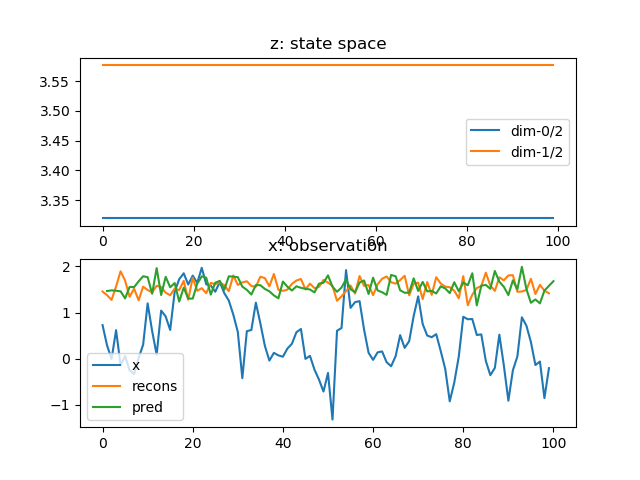 z: state space
3.55
3.50
3.45
3.40
3.35
dim-0/2
dim-1/2
0 20 40 60 80 100
x: observation
2
1
0
−1
x
recons
pred
0 20 40 60 80 100